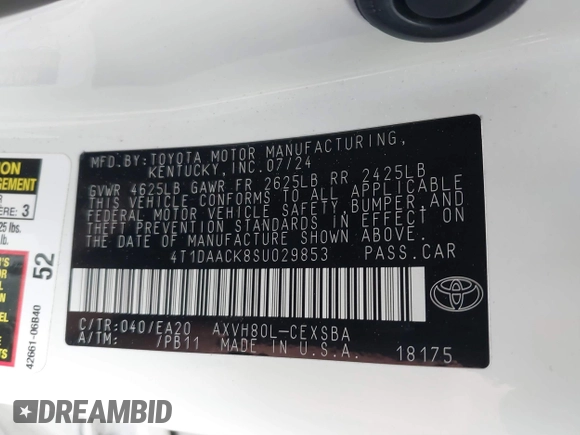 MFD.BY:TOYOTA MOTOR MANUFACTURING,
KENTUCKY, INC.07/24
GVWR 4625LB GAWR FR 2625LB RR 2425LB
THIS VEHICLE CONFORMS TO ALL APPLICABLE
FEDERAL MOTOR VEHICLE SAFETY, BUMPER, AND
THEFT PREVENTION STANDARDS IN EFFECT ON
THE DATE OF MANUFACTURE SHOWN ABOVE.
4T1DAACK8SU029853 PASS.CAR
C/TR:040/EA20 AXVH80L-CEXSBA
A/TM: /PB11 MADE IN U.S.A. 18175
3
52
42661-06B40
DREAMBID